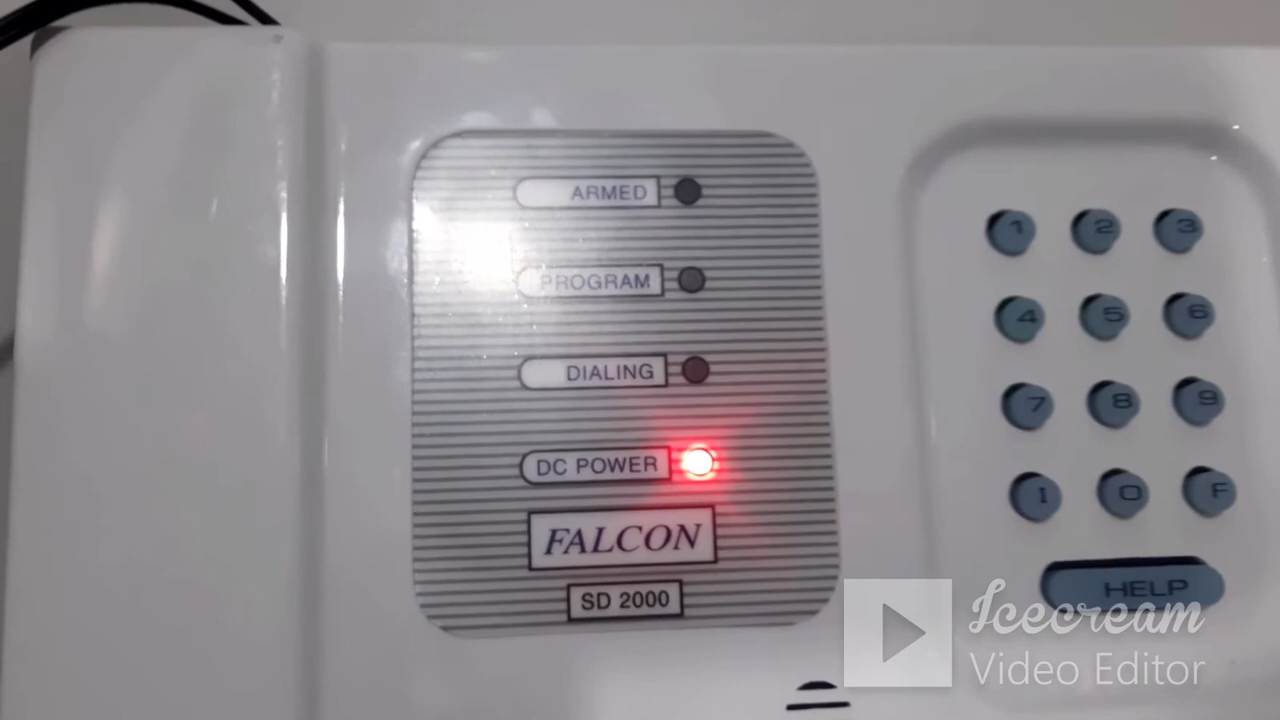 ARMED
PROGRAM
DIALING
DC POWER
FALCON
SD 2000
1 2 3
4 5 6
7 8 9
I O F
HELP
Icecream
Video Editor